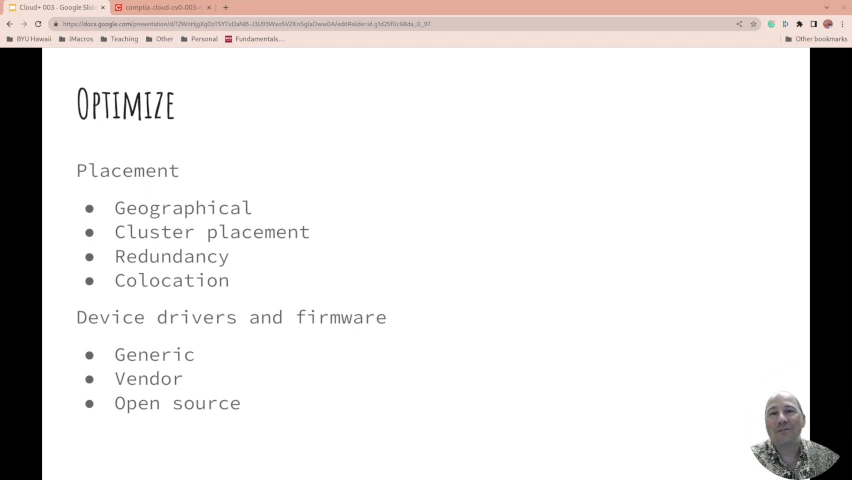 Cloud+ 003 - Google Slid
comptia-cloud-cv0-003
BYU Hawaii
iMacros
Teaching
Other
Personal
Fundamentals...
Other bookmarks
Optimize
Placement
● Geographical
● Cluster placement
● Redundancy
● Colocation
Device drivers and firmware
● Generic
● Vendor
● Open source